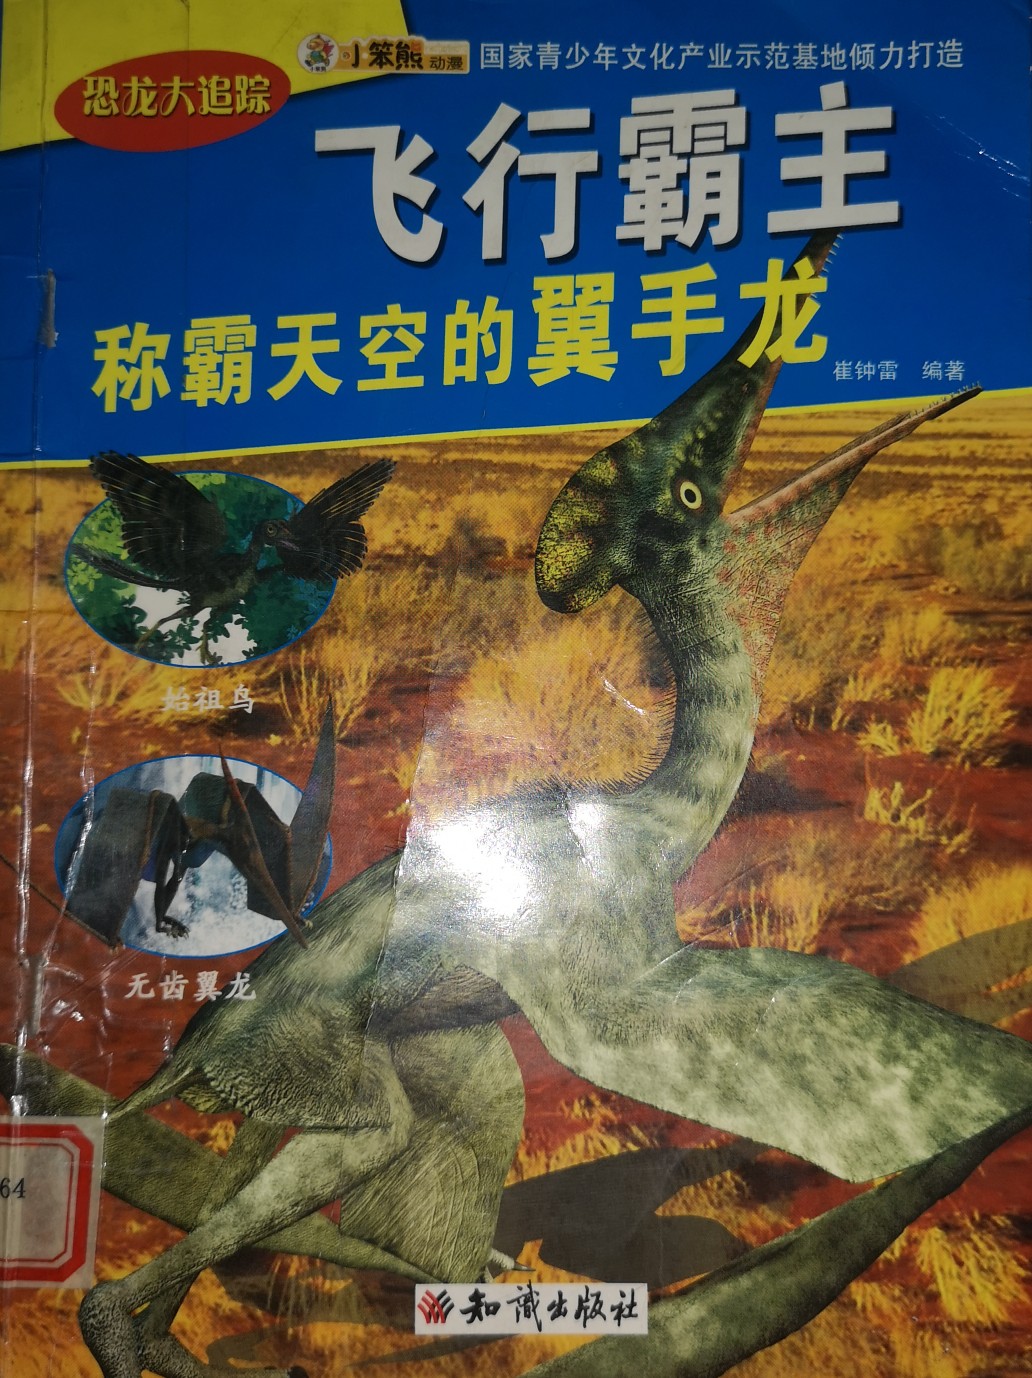 恐龙大追踪
小笨熊动漫 国家青少年文化产业示范基地倾力打造
飞行霸主
称霸天空的翼手龙
崔钟雷 编著
始祖鸟
无齿翼龙
64
知识出版社